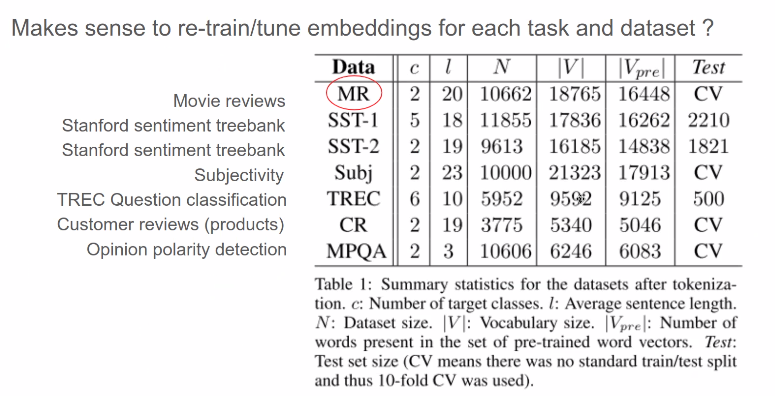 Makes sense to re-train/tune embeddings for each task and dataset ?
Data c l N |V| |Vpre| Test
Movie reviews MR 2 20 10662 18765 16448 CV
Stanford sentiment treebank SST-1 5 18 11855 17836 16262 2210
Stanford sentiment treebank SST-2 2 19 9613 16185 14838 1821
Subjectivity Subj 2 23 10000 21323 17913 CV
TREC Question classification TREC 6 10 5952 9592 9125 500
Customer reviews (products) CR 2 19 3775 5340 5046 CV
Opinion polarity detection MPQA 2 3 10606 6246 6083 CV
Table 1: Summary statistics for the datasets after tokeniza-
tion. c: Number of target classes. l: Average sentence length.
N: Dataset size. |V|: Vocabulary size. |Vpre|: Number of
words present in the set of pre-trained word vectors. Test:
Test set size (CV means there was no standard train/test split
and thus 10-fold CV was used).